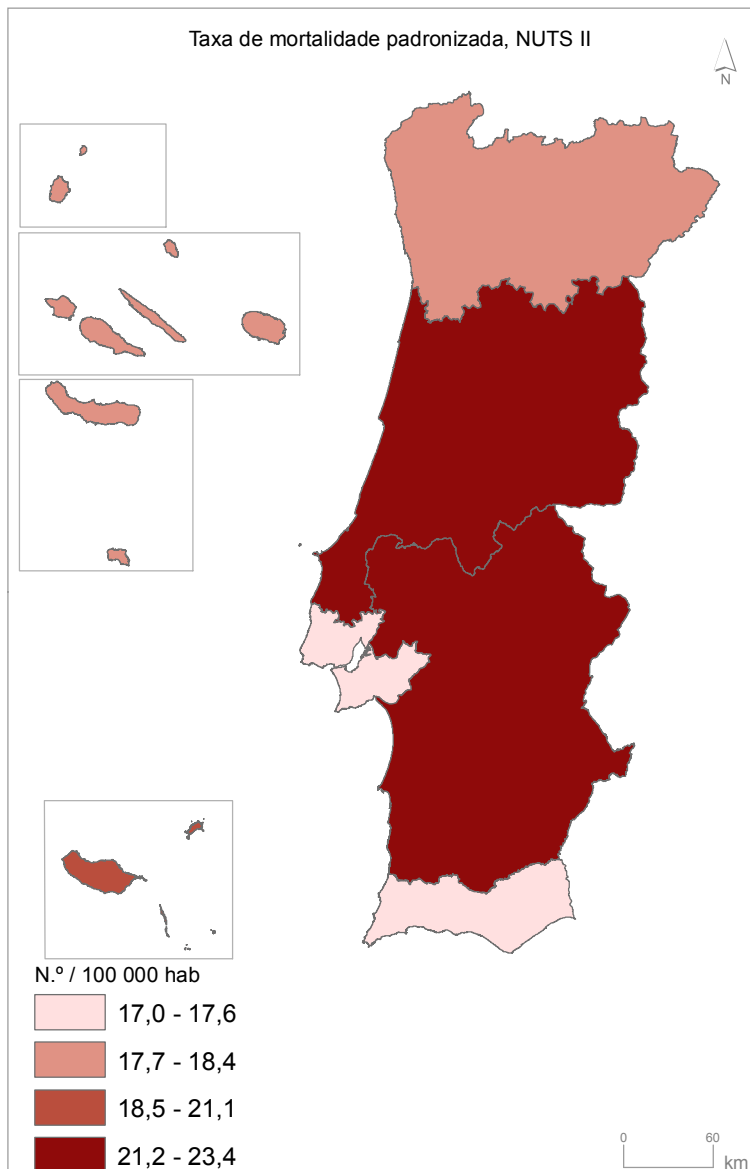 Taxa de mortalidade padronizada, NUTS II
N
N.º / 100 000 hab
17,0 - 17,6
17,7 - 18,4
18,5 - 21,1
21,2 - 23,4
0 60
km